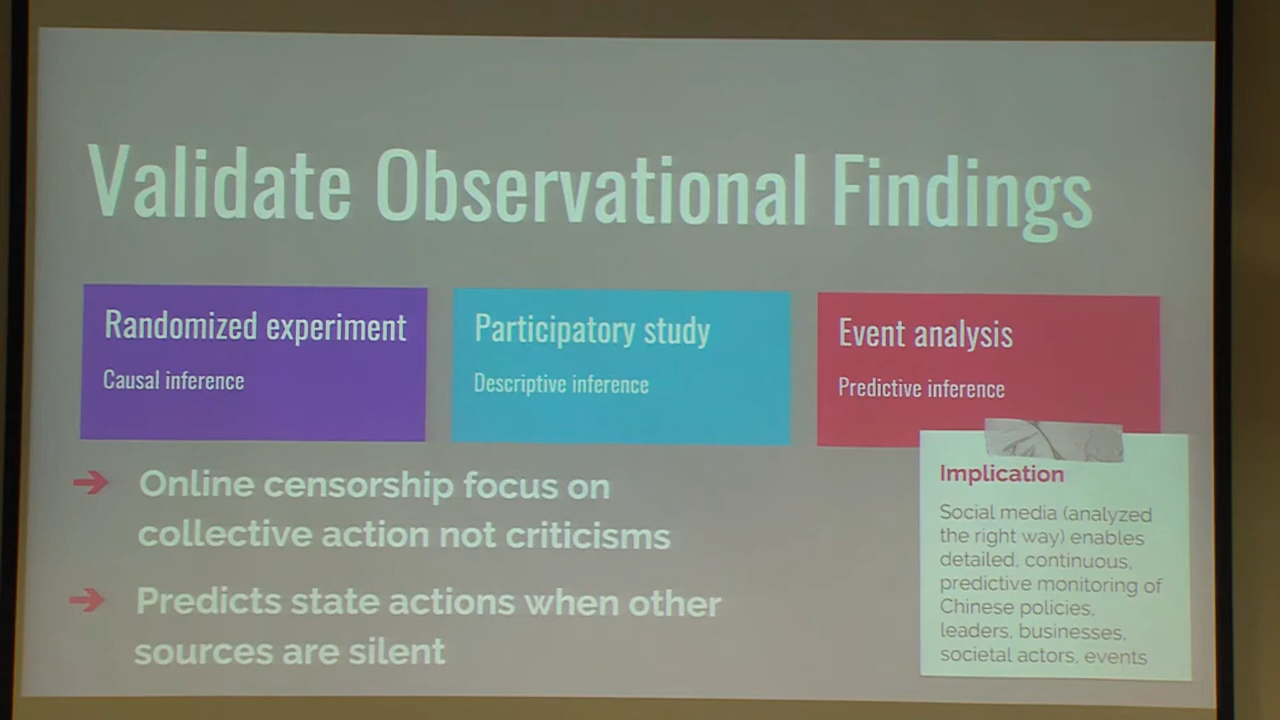 Validate Observational Findings
Randomized experiment
Causal inference
Participatory study
Descriptive inference
Event analysis
Predictive inference
Online censorship focus on
collective action not criticisms
Predicts state actions when other
sources are silent
Implication
Social media (analyzed
the right way) enables
detailed, continuous,
predictive monitoring of
Chinese policies,
leaders, businesses,
societal actors, events